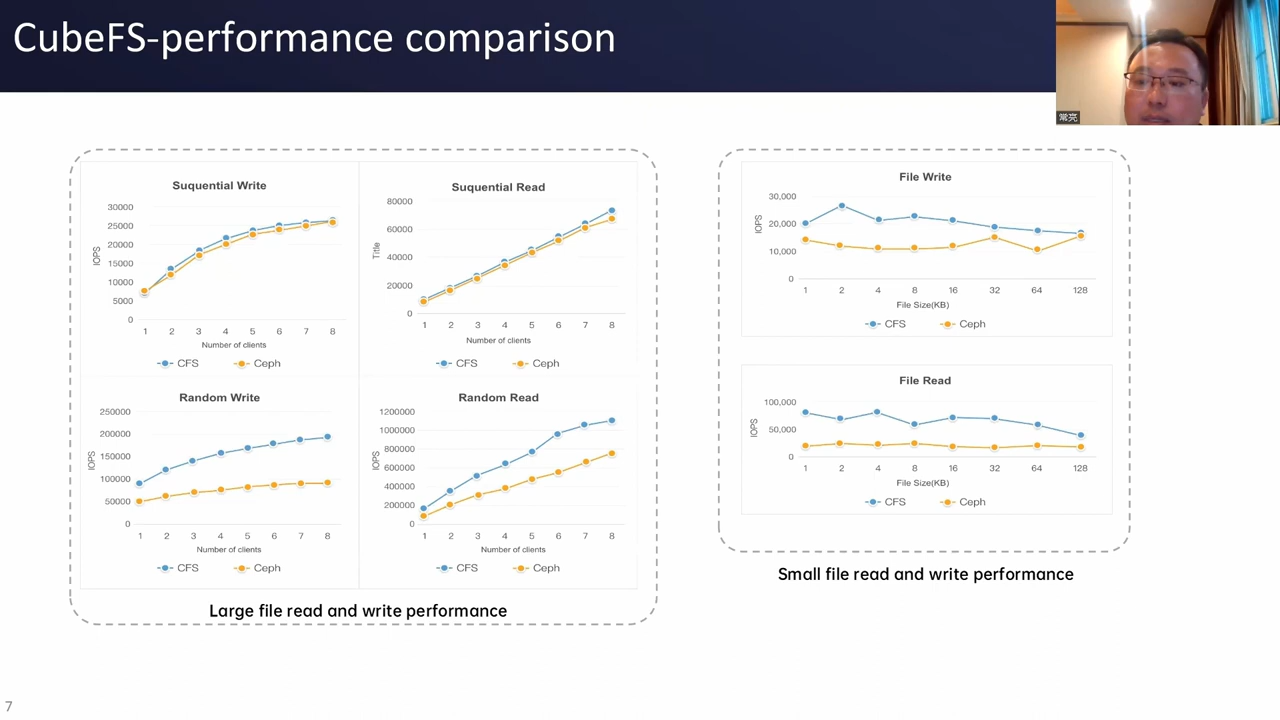 CubeFS-performance comparison
常亮
Suquential Write
30000
25000
20000
15000
10000
5000
0
IOPS
1 2 3 4 5 6 7 8
Number of clients
CFS Ceph
Suquential Read
80000
60000
40000
20000
0
Title
1 2 3 4 5 6 7 8
Number of clients
CFS Ceph
Random Write
250000
200000
150000
100000
50000
0
IOPS
1 2 3 4 5 6 7 8
Number of clients
CFS Ceph
Random Read
1200000
1000000
800000
600000
400000
200000
0
IOPS
1 2 3 4 5 6 7 8
Number of clients
CFS Ceph
Large file read and write performance
File Write
30,000
20,000
10,000
0
IOPS
1 2 4 8 16 32 64 128
File Size(KB)
CFS Ceph
File Read
100,000
50,000
0
IOPS
1 2 4 8 16 32 64 128
File Size(KB)
CFS Ceph
Small file read and write performance
7